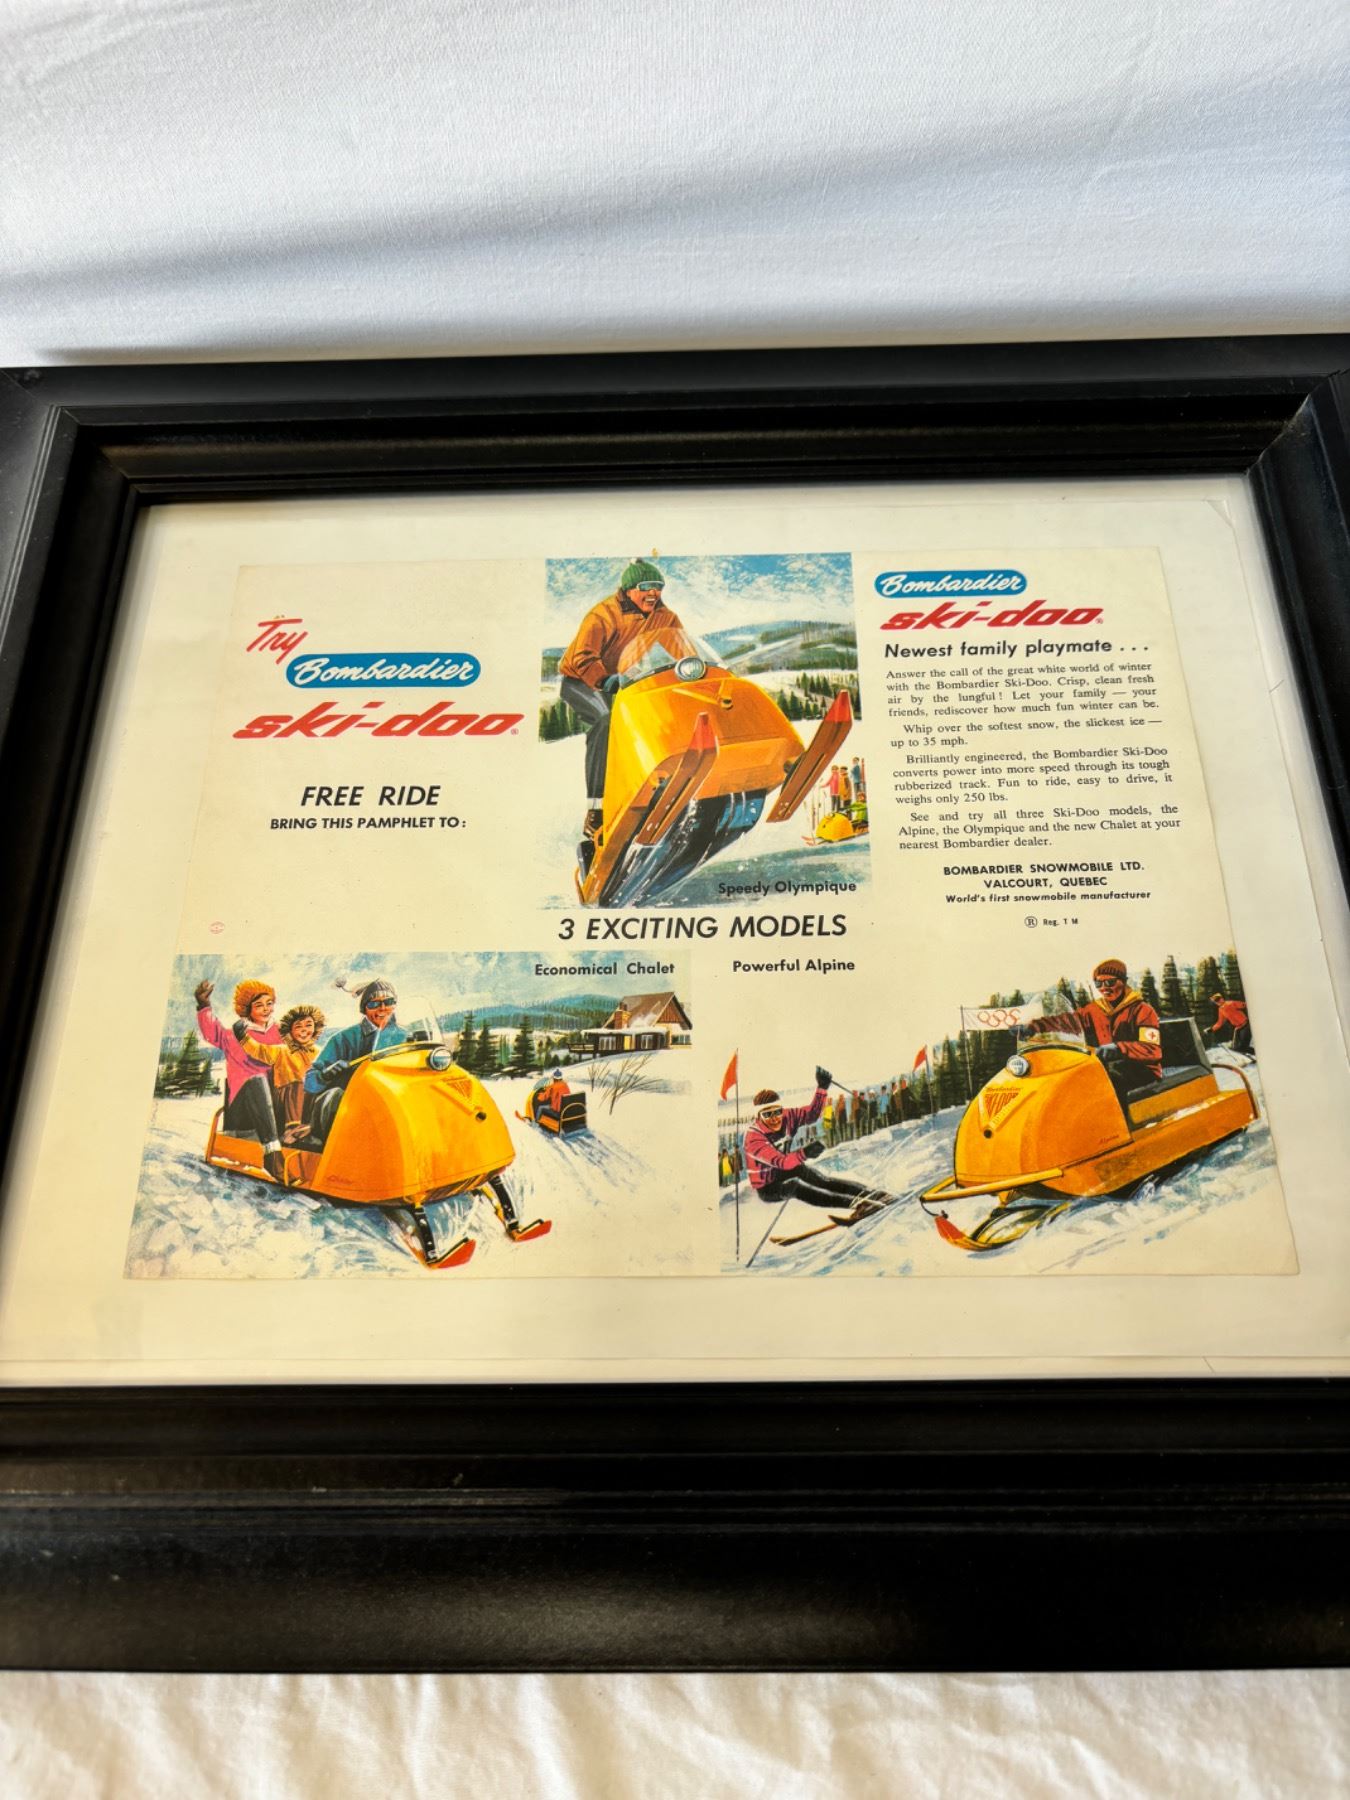 Try
Bombardier
ski-doo®
FREE RIDE
BRING THIS PAMPHLET TO:
Speedy Olympique
3 EXCITING MODELS
Economical Chalet
Powerful Alpine
Bombardier
ski-doo®
Newest family playmate . . .
Answer the call of the great white world of winter
with the Bombardier Ski-Doo. Crisp, clean fresh
air by the lungful! Let your family — your
friends, rediscover how much fun winter can be.
Whip over the softest snow, the slickest ice —
up to 35 mph.
Brilliantly engineered, the Bombardier Ski-Doo
converts power into more speed through its tough
rubberized track. Fun to ride, easy to drive, it
weighs only 250 lbs.
See and try all three Ski-Doo models, the
Alpine, the Olympique and the new Chalet at your
nearest Bombardier dealer.
BOMBARDIER SNOWMOBILE LTD.
VALCOURT, QUEBEC
World's first snowmobile manufacturer
® Reg. T M
Chalet
Bombardier
Alpine